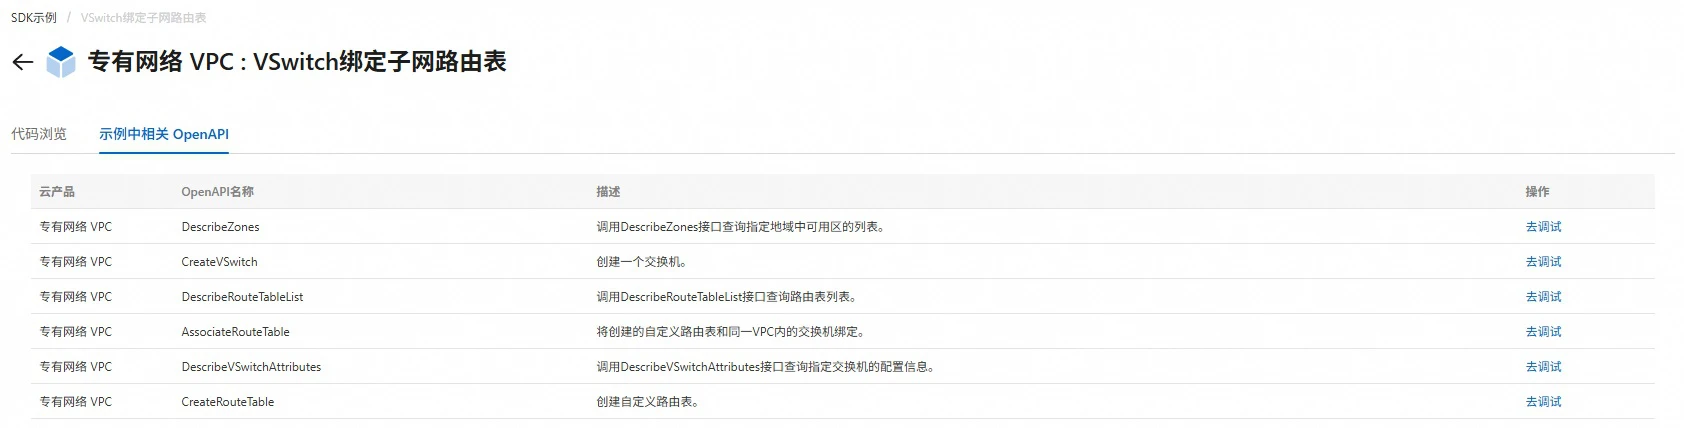 SDK示例 / VSwitch绑定子网路由表
专有网络 VPC : VSwitch绑定子网路由表
代码浏览 示例中相关 OpenAPI
云产品 OpenAPI名称 描述 操作
专有网络 VPC DescribeZones 调用DescribeZones接口查询指定地域中可用区的列表。 去调试
专有网络 VPC CreateVSwitch 创建一个交换机。 去调试
专有网络 VPC DescribeRouteTableList 调用DescribeRouteTableList接口查询路由表列表。 去调试
专有网络 VPC AssociateRouteTable 将创建的自定义路由表和同一VPC内的交换机绑定。 去调试
专有网络 VPC DescribeVSwitchAttributes 调用DescribeVSwitchAttributes接口查询指定交换机的配置信息。 去调试
专有网络 VPC CreateRouteTable 创建自定义路由表。 去调试